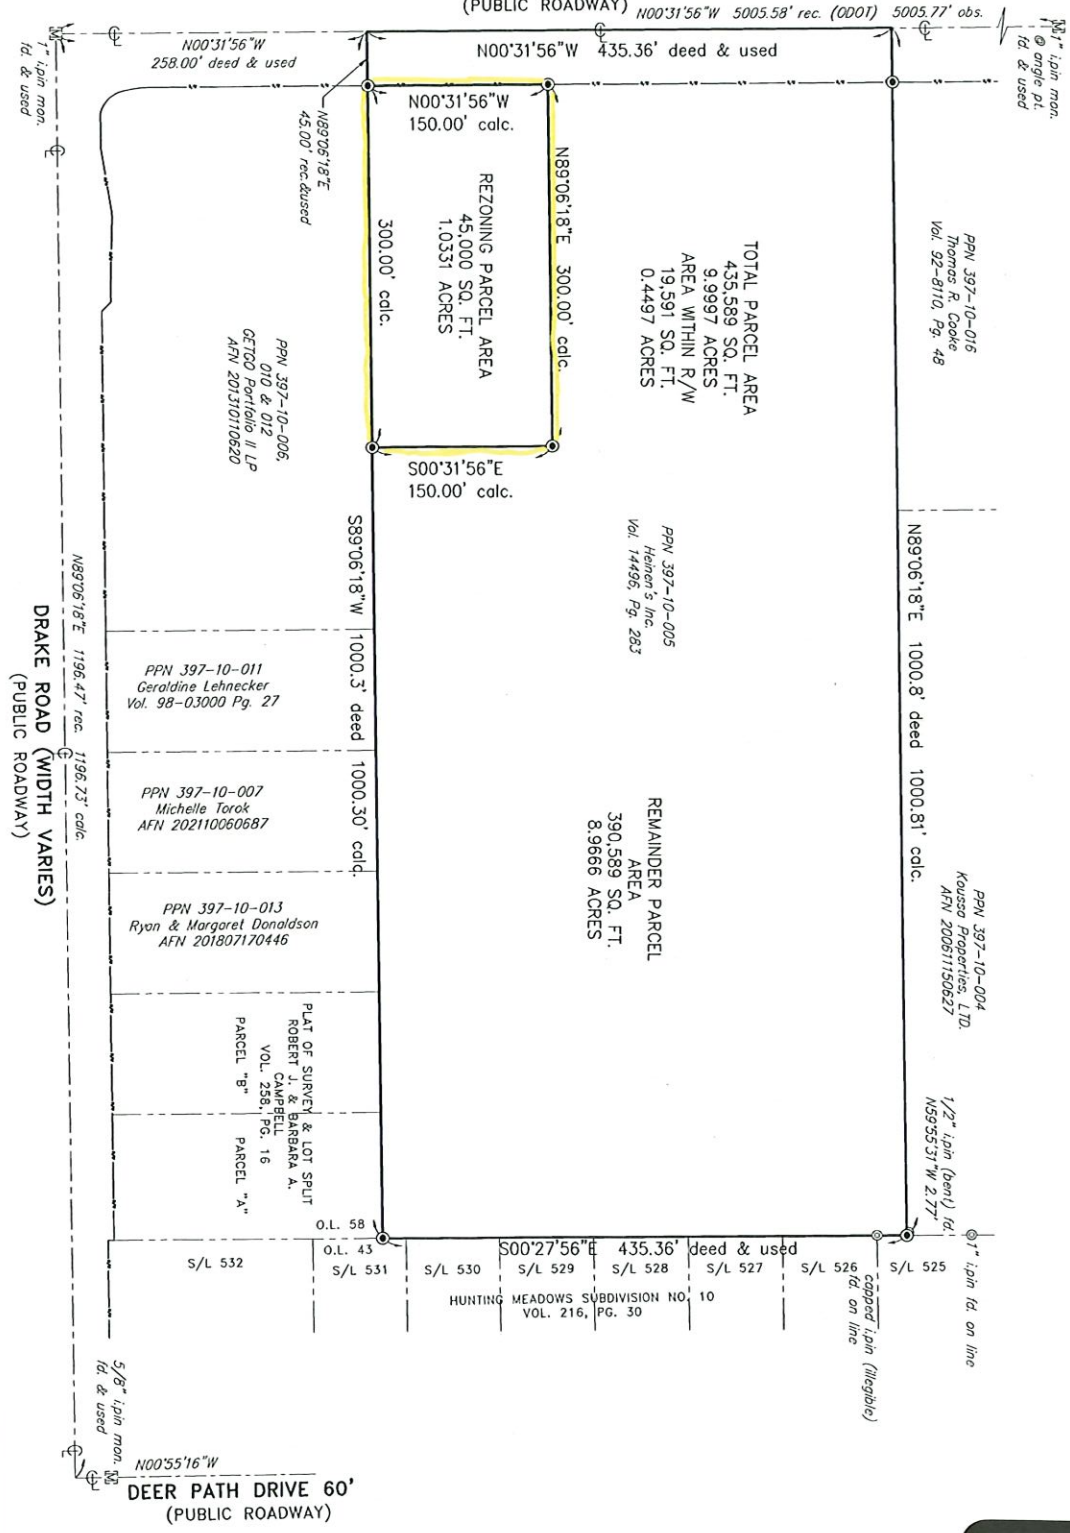 (PUBLIC ROADWAY)
N00°31'56"W 5005.58' rec. (ODOT) 5005.77' obs.
1" i.pin mon.
fd. & used
N00°31'56"W
258.00' deed & used
N00°31'56"W 435.36' deed & used
1" i.pin mon.
@ angle pt.
fd. & used
N89°06'18"E
45.00' rec.&used
N00°31'56"W
150.00' calc.
N89°06'18"E 300.00' calc.
300.00' calc.
REZONING PARCEL AREA
45,000 SQ. FT.
1.0331 ACRES
TOTAL PARCEL AREA
435,589 SQ. FT.
9.9997 ACRES
AREA WITHIN R/W
19,591 SQ. FT.
0.4497 ACRES
PPN 397-10-016
Thomas R. Cooke
Vol. 92-8110, Pg. 48
PPN 397-10-006,
010 & 012
GETGO Portfolio II LP
AFN 201310110620
S00°31'56"E
150.00' calc.
PPN 397-10-005
Heinen's Inc.
Vol. 14496, Pg. 283
S89°06'18"W 1000.3' deed 1000.30' calc.
N89°06'18"E 1000.8' deed 1000.81' calc.
N89°06'18"E 1196.47' rec. 1196.73' calc.
DRAKE ROAD (WIDTH VARIES)
(PUBLIC ROADWAY)
PPN 397-10-011
Geraldine Lehnecker
Vol. 98-03000 Pg. 27
PPN 397-10-007
Michelle Torok
AFN 202110060687
PPN 397-10-013
Ryan & Margaret Donaldson
AFN 201807170446
REMAINDER PARCEL
AREA
390,589 SQ. FT.
8.9666 ACRES
PPN 397-10-004
Koussa Properties, LTD.
AFN 200611150627
PLAT OF SURVEY & LOT SPLIT
ROBERT J. & BARBARA A.
CAMPBELL
VOL. 258, PG. 16
PARCEL "B"
PARCEL "A"
1/2" i.pin (bent) fd.
N59°55'31"W 2.77'
O.L. 58
O.L. 43
S00°27'56"E 435.36' deed & used
S/L 532
S/L 531
S/L 530
S/L 529
S/L 528
S/L 527
S/L 526
S/L 525
HUNTING MEADOWS SUBDIVISION NO. 10
VOL. 216, PG. 30
1" i.pin fd. on line
capped i.pin (illegible)
fd. on line
5/8" i.pin mon.
fd. & used
N00°55'16"W
DEER PATH DRIVE 60'
(PUBLIC ROADWAY)